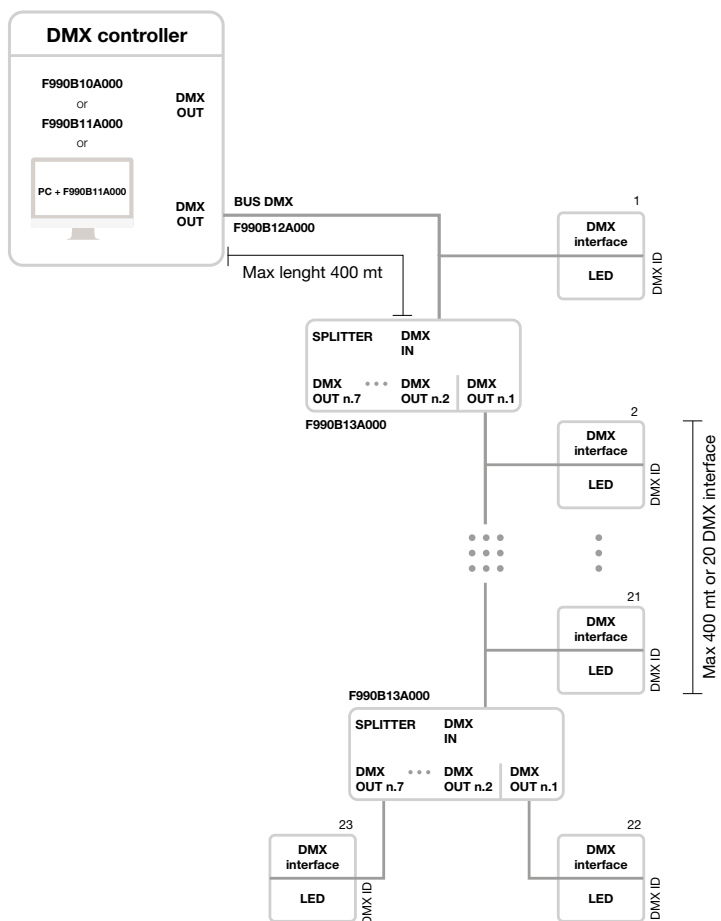 DMX controller
F990B10A000
or
F990B11A000
or
PC + F990B11A000
DMX
OUT
DMX
OUT
BUS DMX
F990B12A000
Max lenght 400 mt
1
DMX
interface
LED
DMX ID
SPLITTER
DMX
IN
DMX
OUT n.7
DMX
OUT n.2
DMX
OUT n.1
F990B13A000
2
DMX
interface
LED
DMX ID
21
DMX
interface
LED
DMX ID
Max 400 mt or 20 DMX interface
F990B13A000
SPLITTER
DMX
IN
DMX
OUT n.7
DMX
OUT n.2
DMX
OUT n.1
23
DMX
interface
LED
DMX ID
22
DMX
interface
LED
DMX ID